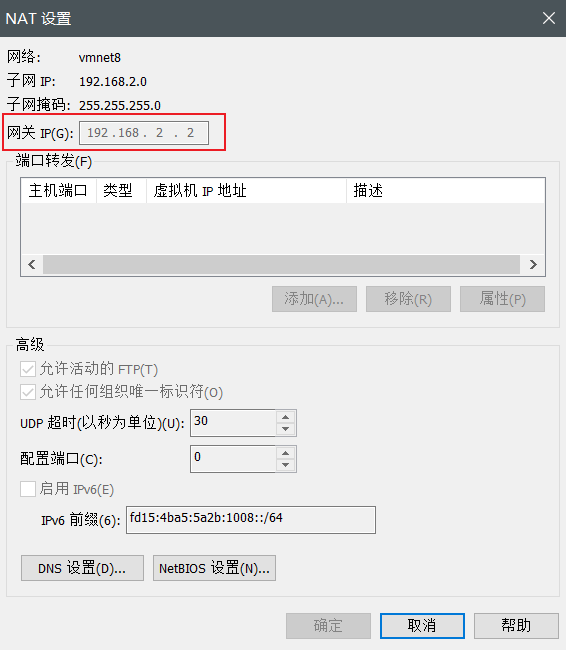 NAT 设置
网络: vmnet8
子网 IP: 192.168.2.0
子网掩码: 255.255.255.0
网关 IP(G): 192 . 168 . 2 . 2
端口转发(F)
主机端口 类型 虚拟机 IP 地址 描述
添加(A)... 移除(R) 属性(P)
高级
允许活动的 FTP(T)
允许任何组织唯一标识符(O)
UDP 超时(以秒为单位)(U): 30
配置端口(C): 0
启用 IPv6(E)
IPv6 前缀(6): fd15:4ba5:5a2b:1008::/64
DNS 设置(D)... NetBIOS 设置(N)...
确定 取消 帮助